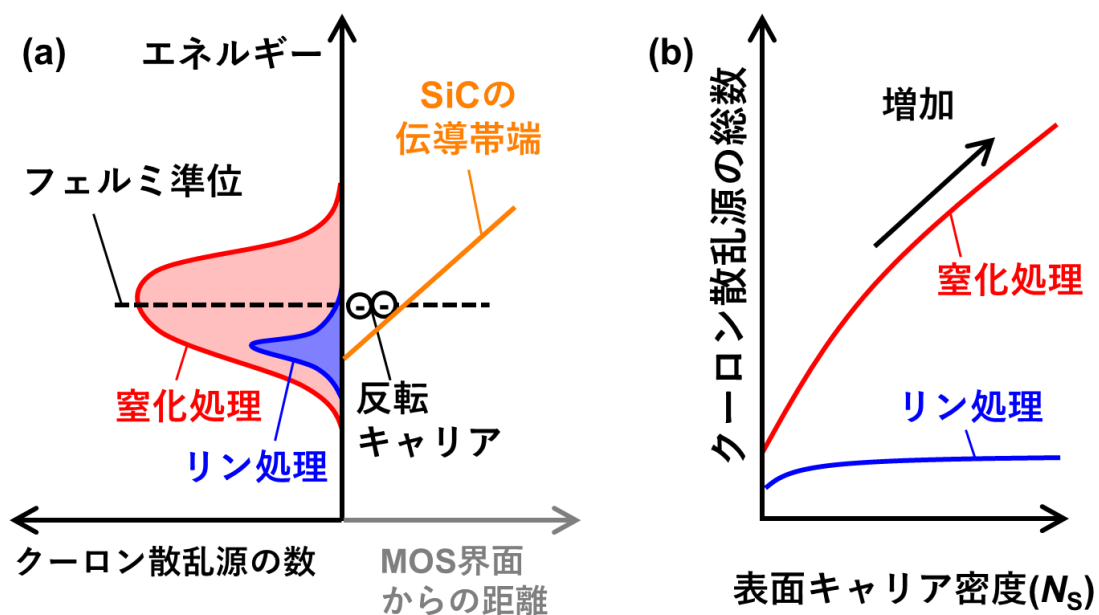 (a)
エネルギー
SiCの
伝導帯端
フェルミ準位
- -
窒化処理
リン処理
反転
キャリア
クーロン散乱源の数
MOS界面
からの距離
(b)
クーロン散乱源の総数
増加
窒化処理
リン処理
表面キャリア密度(NS)